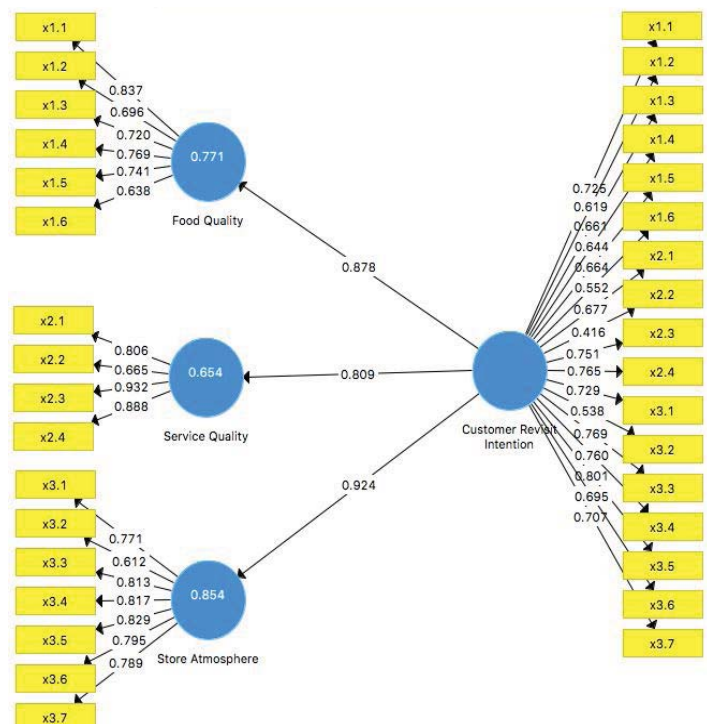 x1.1
x1.2
x1.3
x1.4
x1.5
x1.6
0.837
0.696
0.720
0.769
0.741
0.638
0.771
Food Quality
x2.1
x2.2
x2.3
x2.4
0.806
0.665
0.932
0.888
0.654
Service Quality
x3.1
x3.2
x3.3
x3.4
x3.5
x3.6
x3.7
0.771
0.612
0.813
0.817
0.829
0.795
0.789
0.854
Store Atmosphere
0.878
0.809
0.924
Customer Revisit
Intention
0.725
0.619
0.661
0.644
0.664
0.552
0.677
0.416
0.751
0.765
0.729
0.538
0.769
0.760
0.801
0.695
0.707
x1.1
x1.2
x1.3
x1.4
x1.5
x1.6
x2.1
x2.2
x2.3
x2.4
x3.1
x3.2
x3.3
x3.4
x3.5
x3.6
x3.7